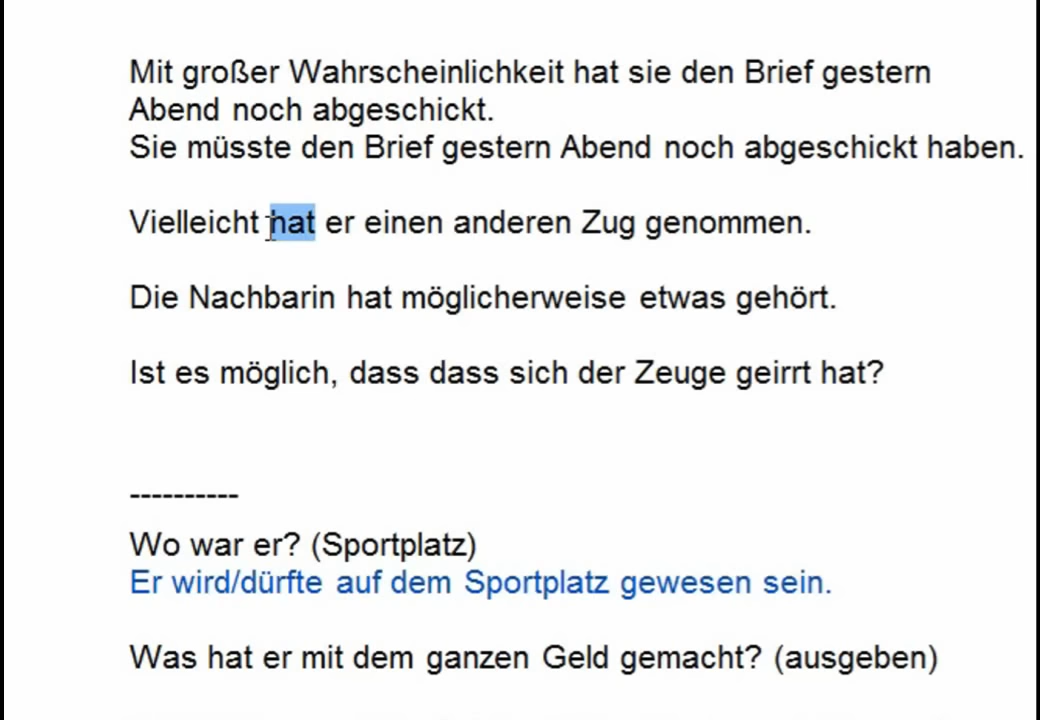 Mit großer Wahrscheinlichkeit hat sie den Brief gestern
Abend noch abgeschickt.
Sie müsste den Brief gestern Abend noch abgeschickt haben.
Vielleicht hat er einen anderen Zug genommen.
Die Nachbarin hat möglicherweise etwas gehört.
Ist es möglich, dass dass sich der Zeuge geirrt hat?
----------
Wo war er? (Sportplatz)
Er wird/dürfte auf dem Sportplatz gewesen sein.
Was hat er mit dem ganzen Geld gemacht? (ausgeben)